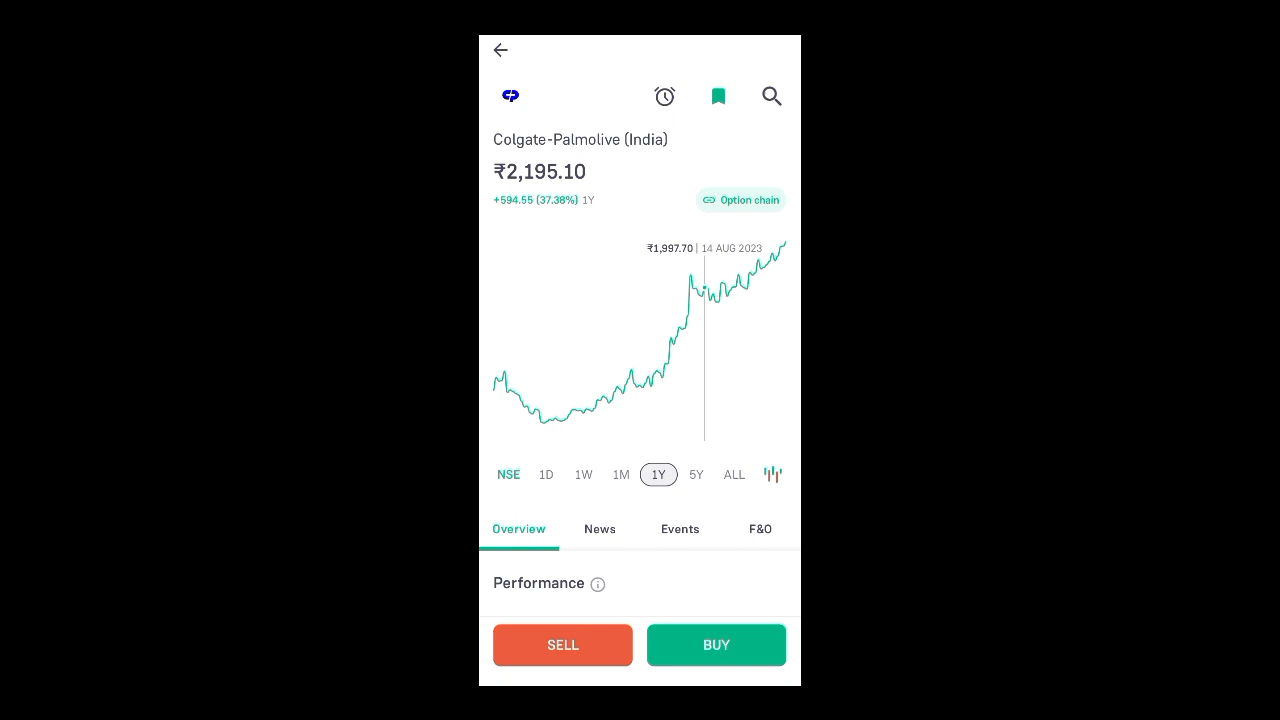 Colgate-Palmolive (India)
₹2,195.10
+594.55 (37.38%) 1Y
Option chain
₹1,997.70 | 14 AUG 2023
NSE 1D 1W 1M 1Y 5Y ALL
Overview News Events F&O
Performance
SELL BUY